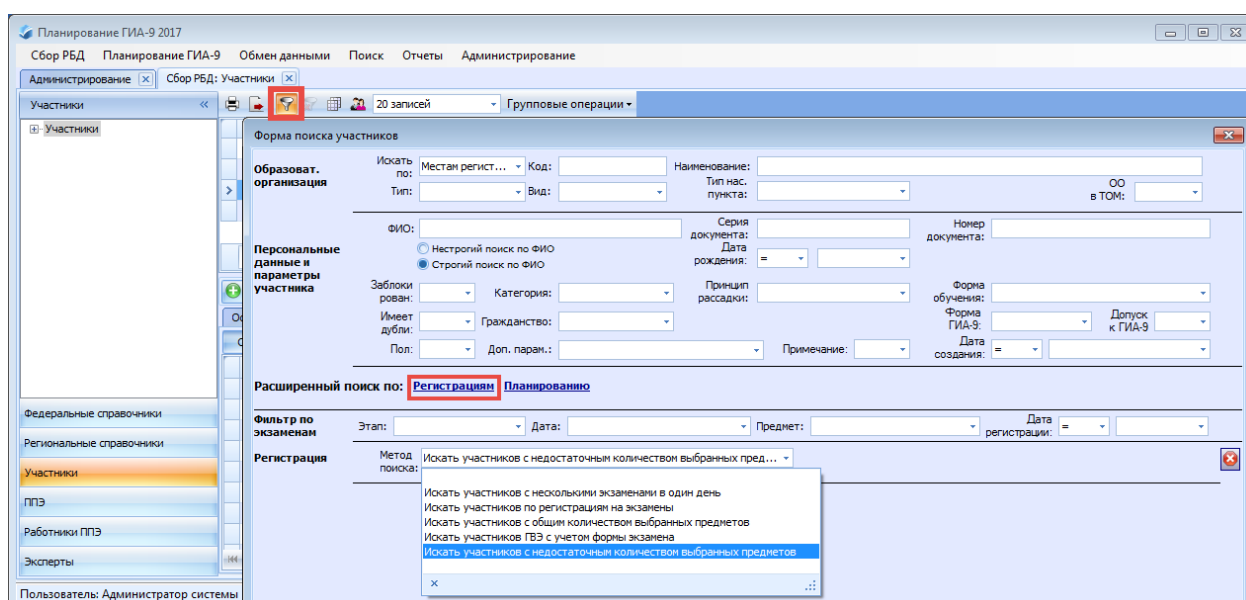 Планирование ГИА-9 2017
Сбор РБД Планирование ГИА-9 Обмен данными Поиск Отчеты Администрирование
Администрирование Сбор РБД: Участники
Участники « 20 записей Групповые операции
Участники
Форма поиска участников
Образоват. организация
Искать по: Местам регист... Код: Наименование:
Тип: Вид: Тип нас. пункта: ОО в ТОМ:
Персональные данные и параметры участника
ФИО: Серия документа: Номер документа:
Нестрогий поиск по ФИО
Строгий поиск по ФИО
Дата рождения: =
Заблоки рован: Категория: Принцип рассадки: Форма обучения:
Имеет дубли: Гражданство: Форма ГИА-9: Допуск к ГИА-9
Пол: Доп. парам.: Примечание: Дата создания: =
Расширенный поиск по: Регистрациям Планированию
Фильтр по экзаменам
Этап: Дата: Предмет: Дата регистрации: =
Регистрация
Метод поиска: Искать участников с недостаточным количеством выбранных пред...
Искать участников с несколькими экзаменами в один день
Искать участников по регистрациям на экзамены
Искать участников с общим количеством выбранных предметов
Искать участников ГВЭ с учетом формы экзамена
Искать участников с недостаточным количеством выбранных предметов
Федеральные справочники
Региональные справочники
Участники
ППЭ
Работники ППЭ
Эксперты
Пользователь: Администратор систем